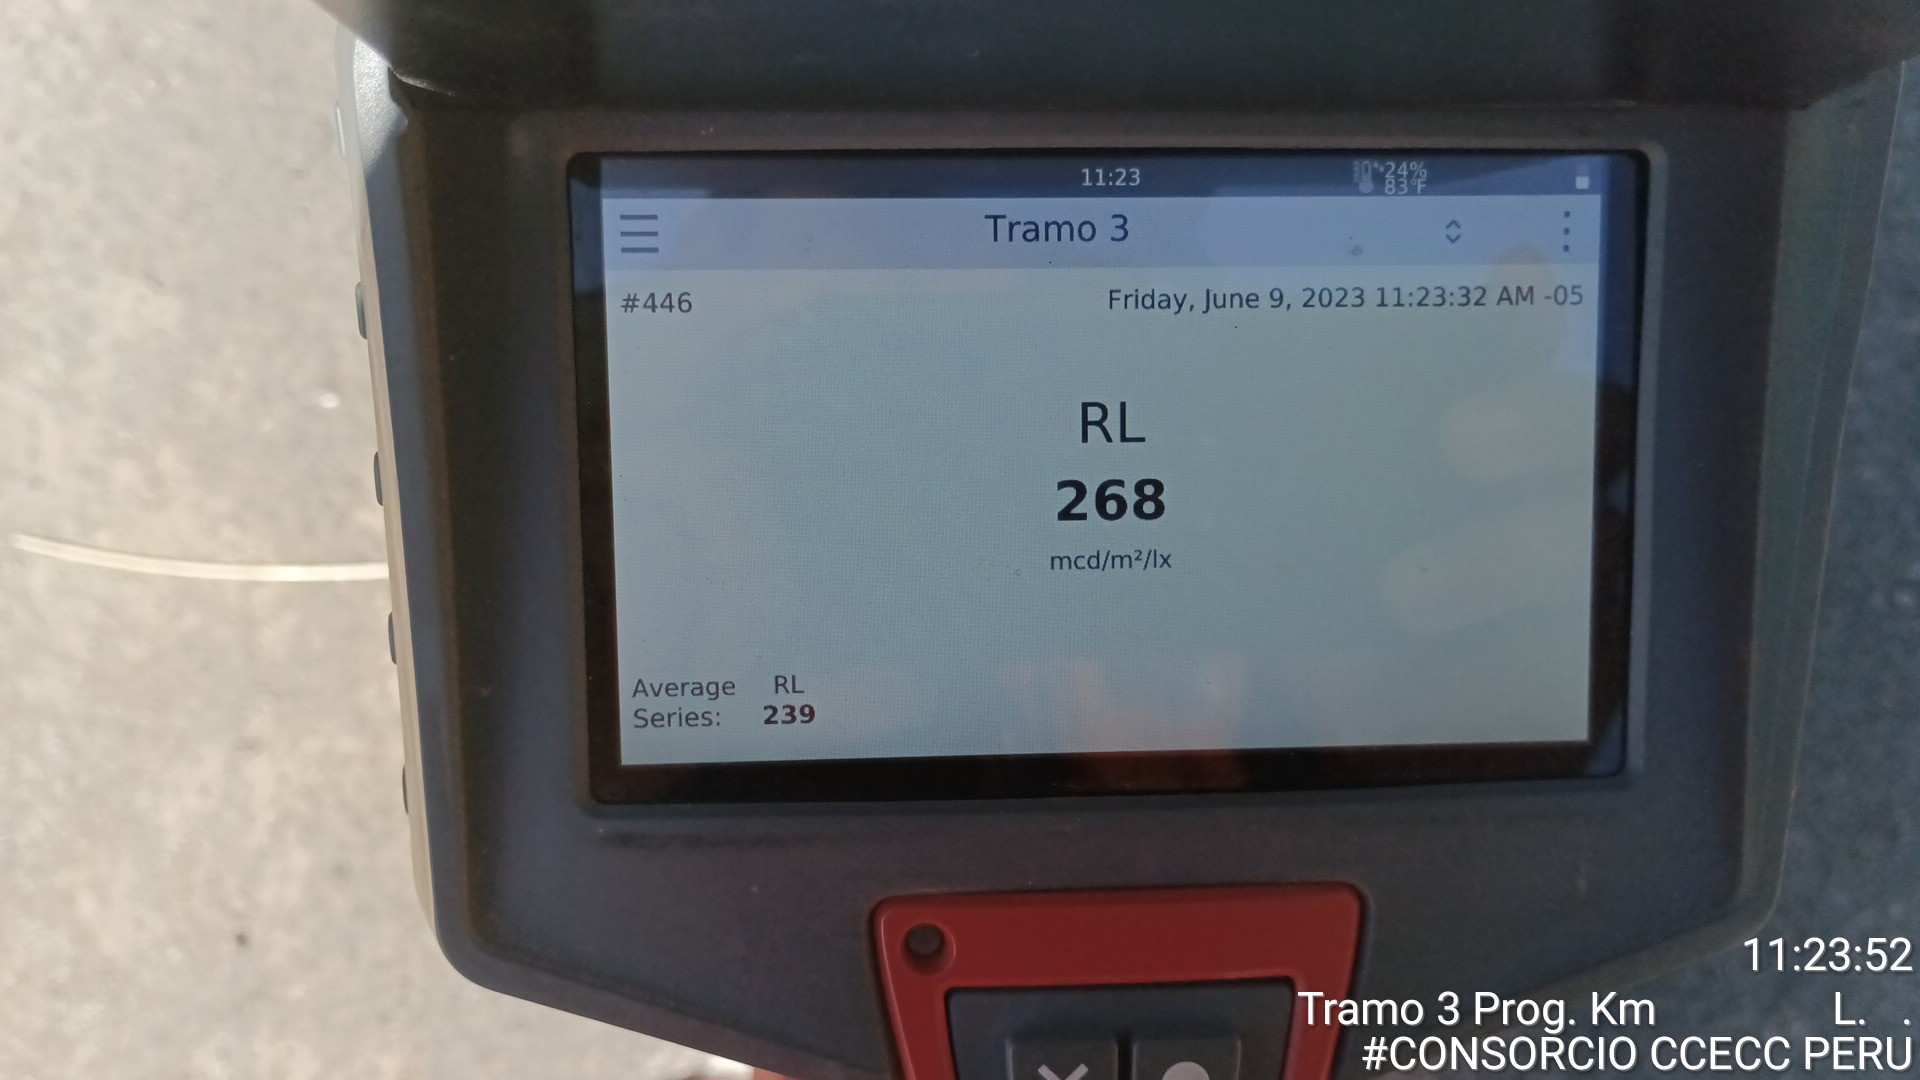 11:23
24%
83°F
Tramo 3
#446
Friday, June 9, 2023 11:23:32 AM -05
RL
268
mcd/m²/lx
Average RL
Series: 239
11:23:52
Tramo 3 Prog. Km L. .
#CONSORCIO CCECC PERU